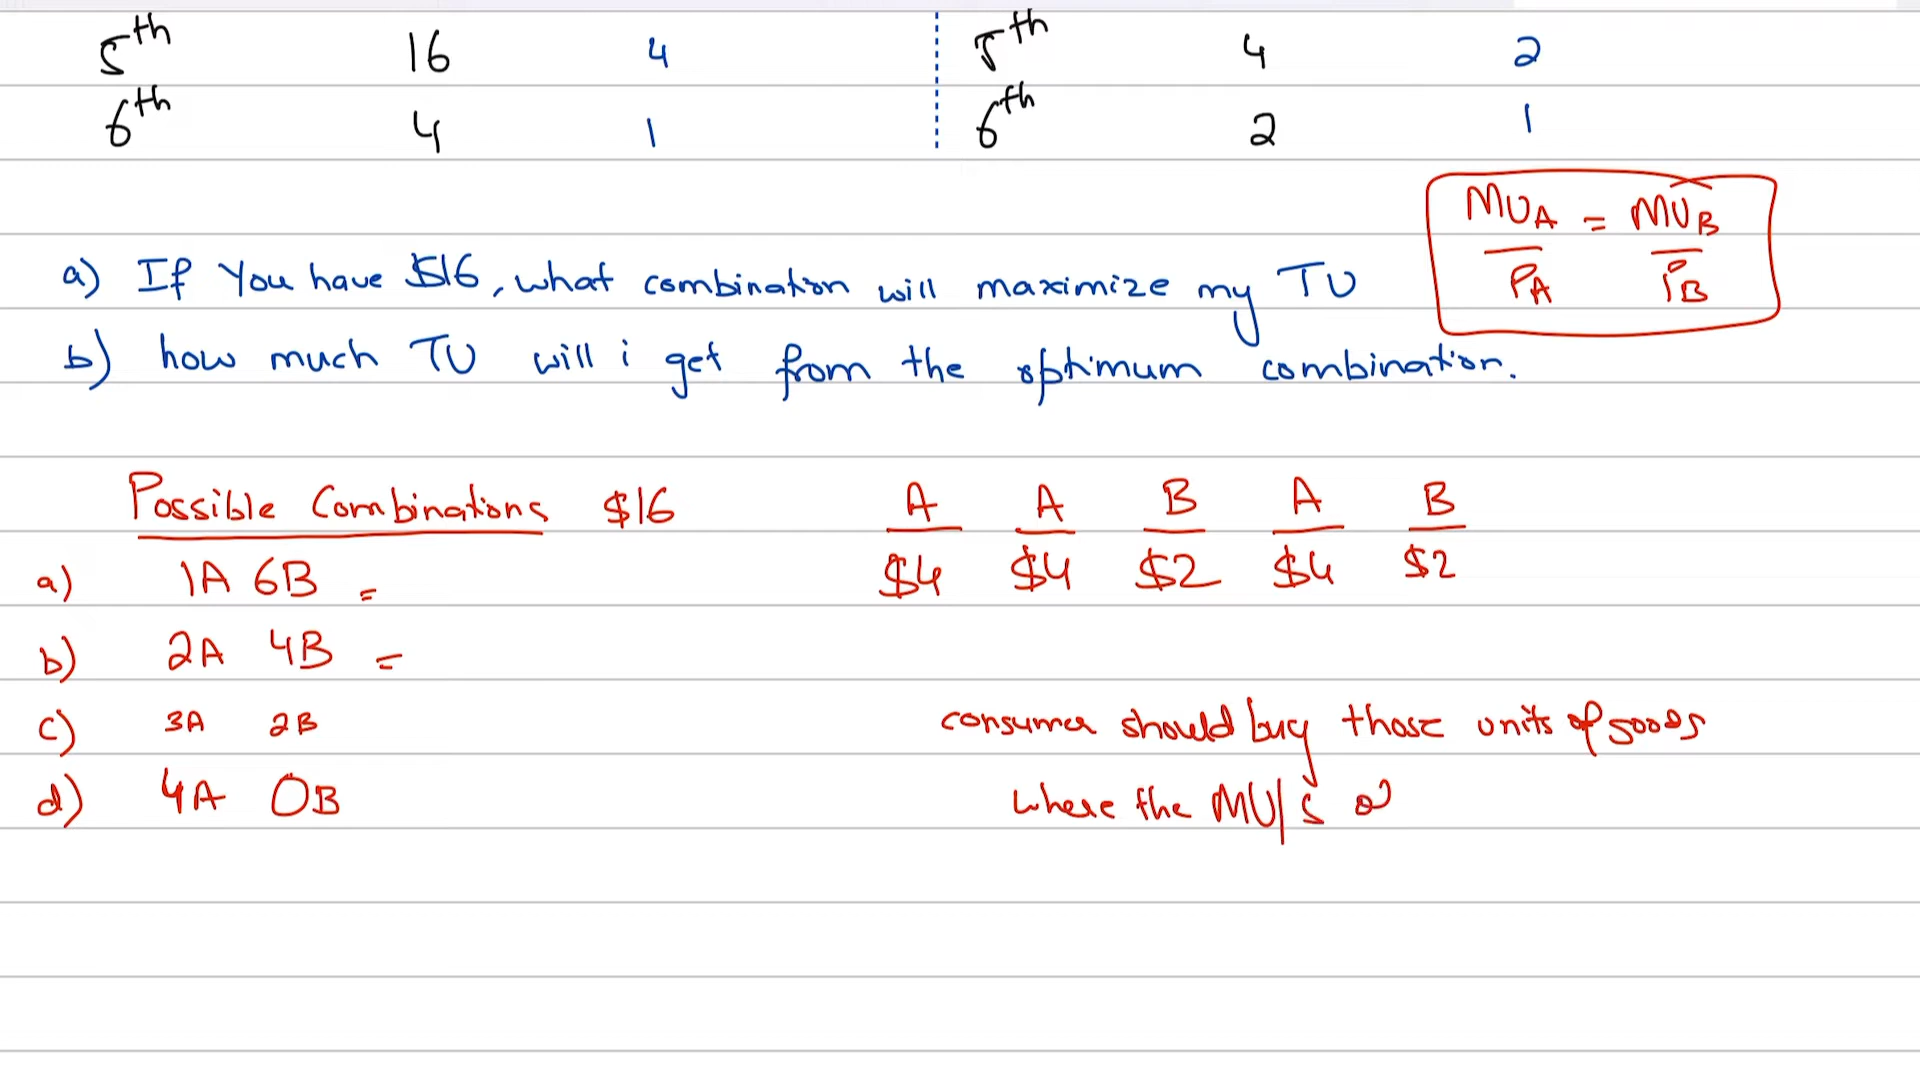 5th 16 4 5th 4 2
6th 4 1 6th 2 1
MUA = MUB
PA PB
a) If You have $16, what combination will maximize my TU
b) how much TU will i get from the optimum combination.
Possible Combinations $16 A A B A B
$4 $4 $2 $4 $2
a) 1A 6B =
b) 2A 4B =
c) 3A 2B
consumer should buy those units of goods
d) 4A 0B
where the MU/$